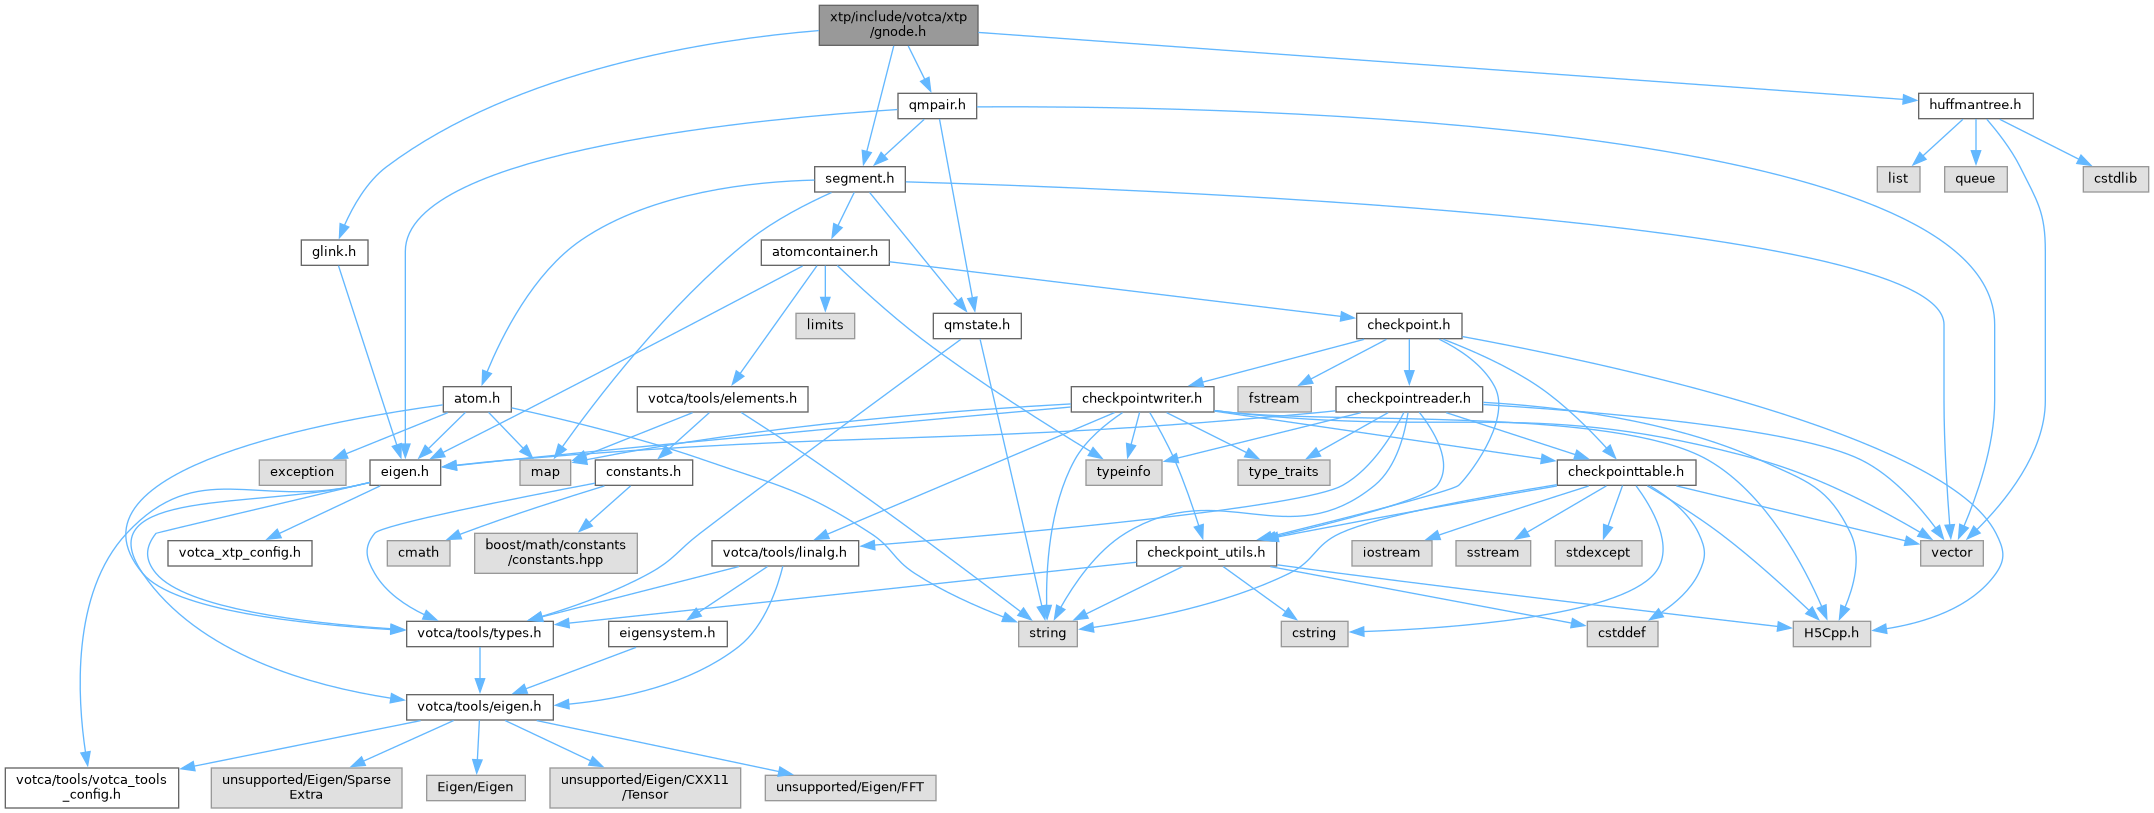 xtp/include/votca/xtp
/gnode.h
qmpair.h
huffmantree.h
segment.h
list
queue
cstdlib
glink.h
atomcontainer.h
limits
qmstate.h
checkpoint.h
atom.h
votca/tools/elements.h
checkpointwriter.h
fstream
checkpointreader.h
exception
eigen.h
map
constants.h
typeinfo
type_traits
checkpointtable.h
votca_xtp_config.h
cmath
boost/math/constants
/constants.hpp
votca/tools/linalg.h
checkpoint_utils.h
iostream
sstream
stdexcept
vector
votca/tools/types.h
eigensystem.h
string
cstring
cstddef
H5Cpp.h
votca/tools/eigen.h
votca/tools/votca_tools
_config.h
unsupported/Eigen/Sparse
Extra
Eigen/Eigen
unsupported/Eigen/CXX11
/Tensor
unsupported/Eigen/FFT